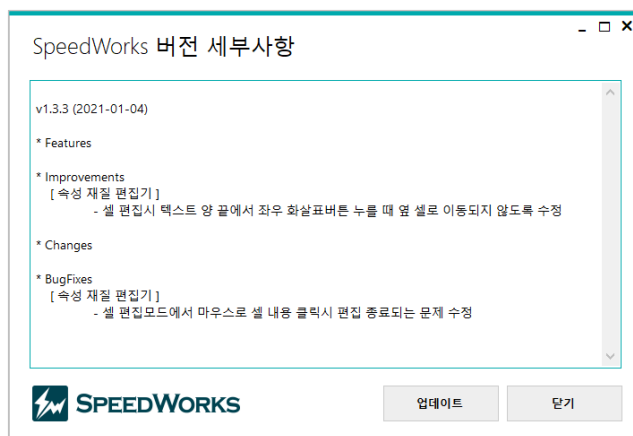 SpeedWorks 버전 세부사항
v1.3.3 (2021-01-04)
* Features
* Improvements
[ 속성 재질 편집기 ]
- 셀 편집시 텍스트 양 끝에서 좌우 화살표버튼 누를 때 옆 셀로 이동되지 않도록 수정
* Changes
* BugFixes
[ 속성 재질 편집기 ]
- 셀 편집모드에서 마우스로 셀 내용 클릭시 편집 종료되는 문제 수정
SPEEDWORKS
업데이트
닫기